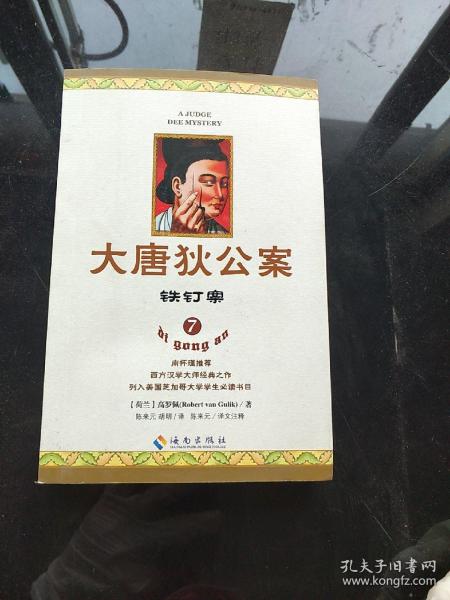 A JUDGE
DEE MYSTERY
大唐狄公案
铁钉案
7
di gong an
南怀瑾推荐
西方汉学大师经典之作
列入美国芝加哥大学学生必读书目
【荷兰】高罗佩(Robert van Gulik)/著
陈来元 胡明/译 陈来元/译文注释
海南出版社
孔夫子旧书网
www.kongfz.com